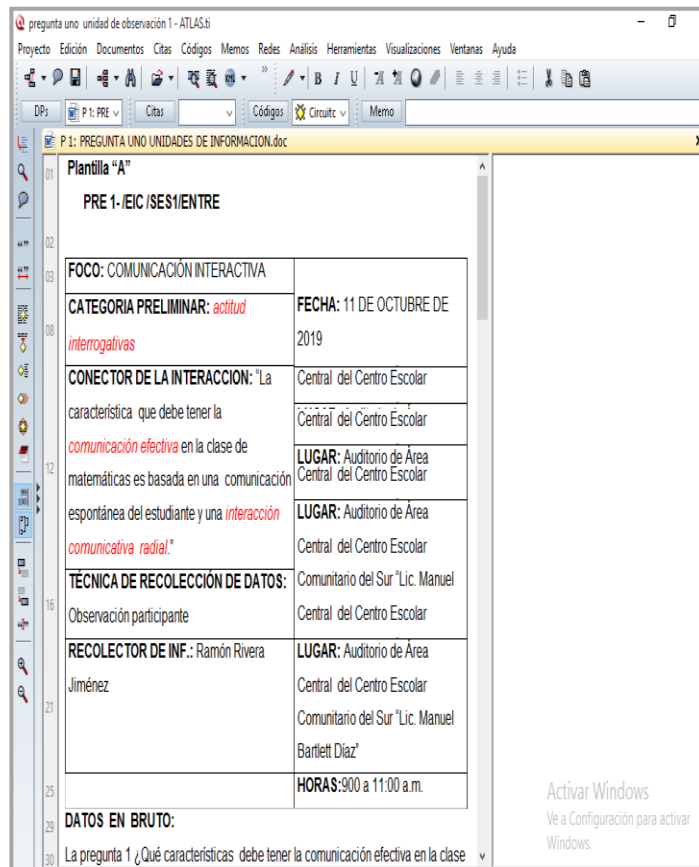 pregunta uno unidad de observación 1 - ATLAS.ti
Proyecto Edición Documentos Citas Códigos Memos Redes Análisis Herramientas Visualizaciones Ventanas Ayuda
B I U
DPs P 1: PRE Citas Códigos Circuitc Memo
P 1: PREGUNTA UNO UNIDADES DE INFORMACION.doc
01 Plantilla “A”
PRE 1- /EIC /SES1/ENTRE
02
03 FOCO: COMUNICACIÓN INTERACTIVA
CATEGORIA PRELIMINAR: actitud
08
interrogativas
FECHA: 11 DE OCTUBRE DE
2019
CONECTOR DE LA INTERACCION: “La
característica que debe tener la
comunicación efectiva en la clase de
12
matemáticas es basada en una comunicación
espontánea del estudiante y una interacción
comunicativa radial.”
Central del Centro Escolar
Central del Centro Escolar
LUGAR: Auditorio de Área
Central del Centro Escolar
LUGAR: Auditorio de Área
Central del Centro Escolar
Comunitario del Sur “Lic. Manuel
Central del Centro Escolar
TÉCNICA DE RECOLECCIÓN DE DATOS:
16 Observación participante
RECOLECTOR DE INF.: Ramón Rivera
Jiménez
21
LUGAR: Auditorio de Área
Central del Centro Escolar
Comunitario del Sur “Lic. Manuel
Bartlett Díaz”
25 HORAS:900 a 11:00 a.m.
29 DATOS EN BRUTO:
30 La pregunta 1 ¿Qué características debe tener la comunicación efectiva en la clase
Activar Windows
Ve a Configuración para activar
Windows.